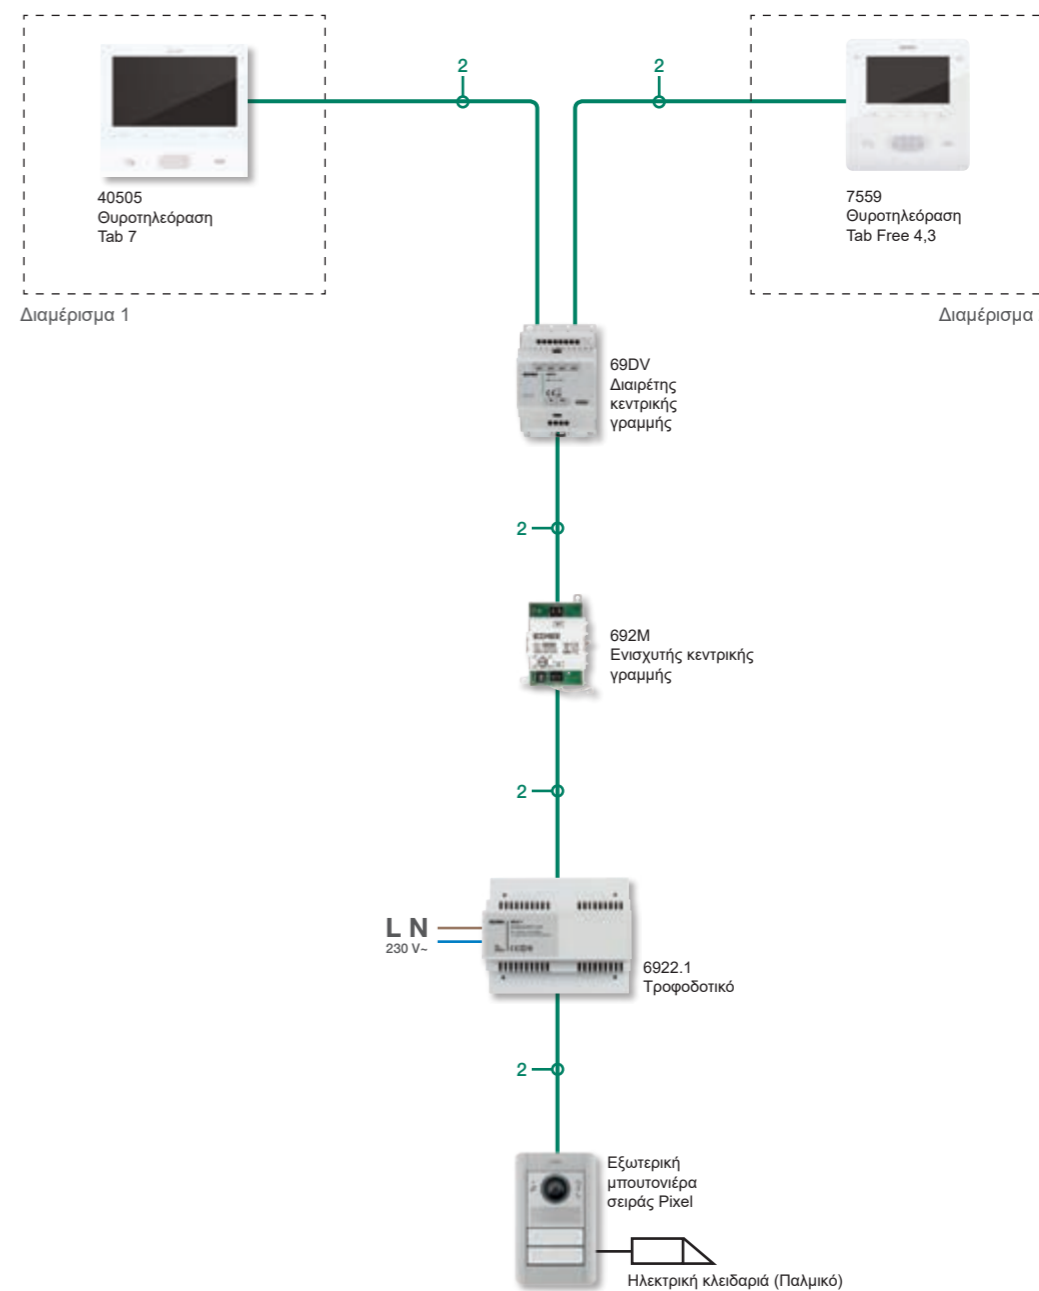 2
2
40505
Θυροτηλεόραση
Tab 7
7559
Θυροτηλεόραση
Tab Free 4,3
Διαμέρισμα 1
Διαμέρισμα
69DV
Διαιρέτης
κεντρικής
γραμμής
2
692M
Ενισχυτής κεντρικής
γραμμής
2
L N
230 V~
6922.1
Τροφοδοτικό
2
Εξωτερική
μπουτονιέρα
σειράς Pixel
Ηλεκτρική κλειδαριά (Παλμικό)